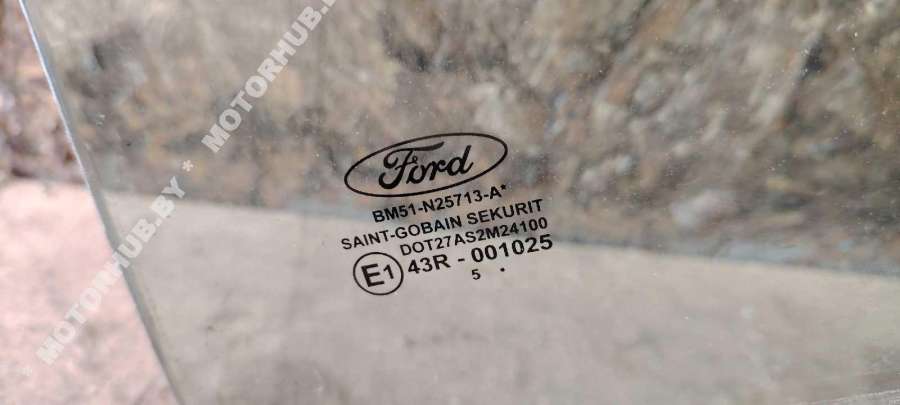 Ford
BM51-N25713-A*
SAINT-GOBAIN SEKURIT
DOT27AS2M24100
E1 43R - 001025
5 .
* MOTORHUB.BY * MOTORHUB.BY